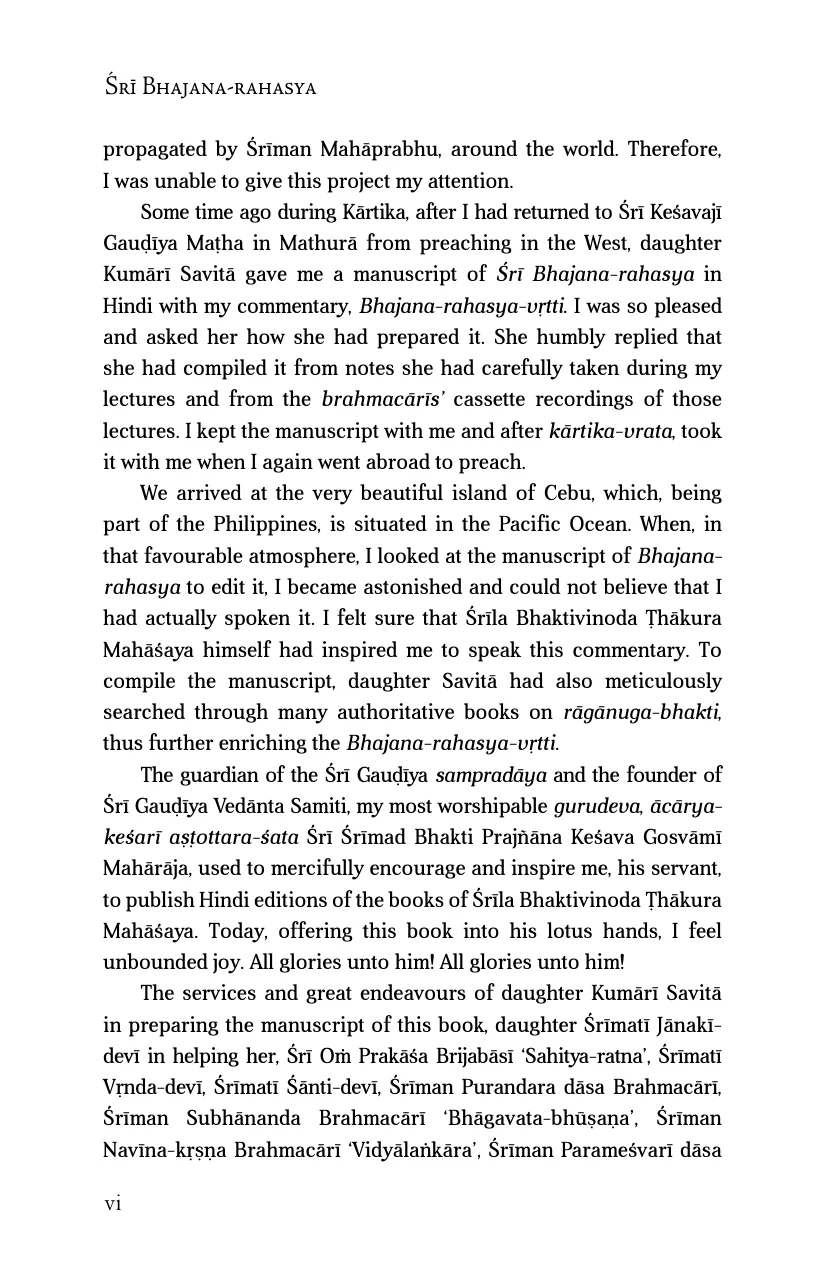 Śrī Bhajana-rahasya
propagated by Śrīman Mahāprabhu, around the world. Therefore,
I was unable to give this project my attention.
Some time ago during Kārtika, after I had returned to Śrī Keśavajī
Gauḍīya Maṭha in Mathurā from preaching in the West, daughter
Kumārī Savitā gave me a manuscript of Śrī Bhajana-rahasya in
Hindi with my commentary, Bhajana-rahasya-vṛtti. I was so pleased
and asked her how she had prepared it. She humbly replied that
she had compiled it from notes she had carefully taken during my
lectures and from the brahmacārīs’ cassette recordings of those
lectures. I kept the manuscript with me and after kārtika-vrata, took
it with me when I again went abroad to preach.
We arrived at the very beautiful island of Cebu, which, being
part of the Philippines, is situated in the Pacific Ocean. When, in
that favourable atmosphere, I looked at the manuscript of Bhajana-
rahasya to edit it, I became astonished and could not believe that I
had actually spoken it. I felt sure that Śrīla Bhaktivinoda Ṭhākura
Mahāśaya himself had inspired me to speak this commentary. To
compile the manuscript, daughter Savitā had also meticulously
searched through many authoritative books on rāgānuga-bhakti,
thus further enriching the Bhajana-rahasya-vṛtti.
The guardian of the Śrī Gauḍīya sampradāya and the founder of
Śrī Gauḍīya Vedānta Samiti, my most worshipable gurudeva, ācārya-
keśarī aṣṭottara-śata Śrī Śrīmad Bhakti Prajñāna Keśava Gosvāmī
Mahārāja, used to mercifully encourage and inspire me, his servant,
to publish Hindi editions of the books of Śrīla Bhaktivinoda Ṭhākura
Mahāśaya. Today, offering this book into his lotus hands, I feel
unbounded joy. All glories unto him! All glories unto him!
The services and great endeavours of daughter Kumārī Savitā
in preparing the manuscript of this book, daughter Śrīmatī Jānakī-
devī in helping her, Śrī Oṁ Prakāśa Brijabāsī ‘Sahitya-ratna’, Śrīmatī
Vṛnda-devī, Śrīmatī Śānti-devī, Śrīman Purandara dāsa Brahmacārī,
Śrīman Subhānanda Brahmacārī ‘Bhāgavata-bhūṣaṇa’, Śrīman
Navīna-kṛṣṇa Brahmacārī ‘Vidyālaṅkāra’, Śrīman Parameśvarī dāsa
vi